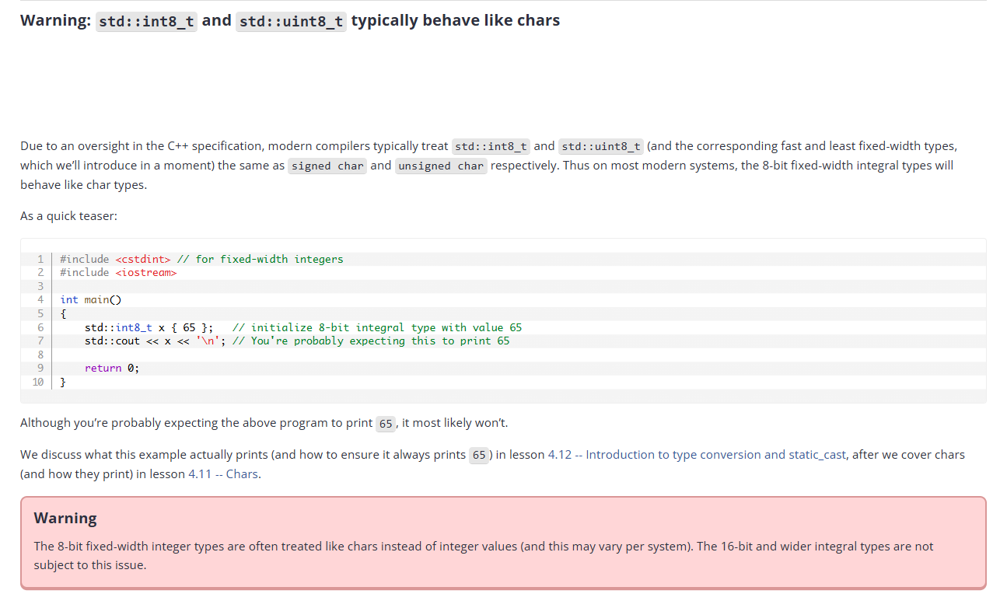 Warning: std::int8_t and std::uint8_t typically behave like chars
Due to an oversight in the C++ specification, modern compilers typically treat std::int8_t and std::uint8_t (and the corresponding fast and least fixed-width types,
which we’ll introduce in a moment) the same as signed char and unsigned char respectively. Thus on most modern systems, the 8-bit fixed-width integral types will
behave like char types.
As a quick teaser:
1 #include <cstdint> // for fixed-width integers
2 #include <iostream>
3
4 int main()
5 {
6     std::int8_t x { 65 };   // initialize 8-bit integral type with value 65
7     std::cout << x << '\n'; // You're probably expecting this to print 65
8
9     return 0;
10 }
Although you’re probably expecting the above program to print 65, it most likely won’t.
We discuss what this example actually prints (and how to ensure it always prints 65) in lesson 4.12 -- Introduction to type conversion and static_cast, after we cover chars
(and how they print) in lesson 4.11 -- Chars.
Warning
The 8-bit fixed-width integer types are often treated like chars instead of integer values (and this may vary per system). The 16-bit and wider integral types are not
subject to this issue.